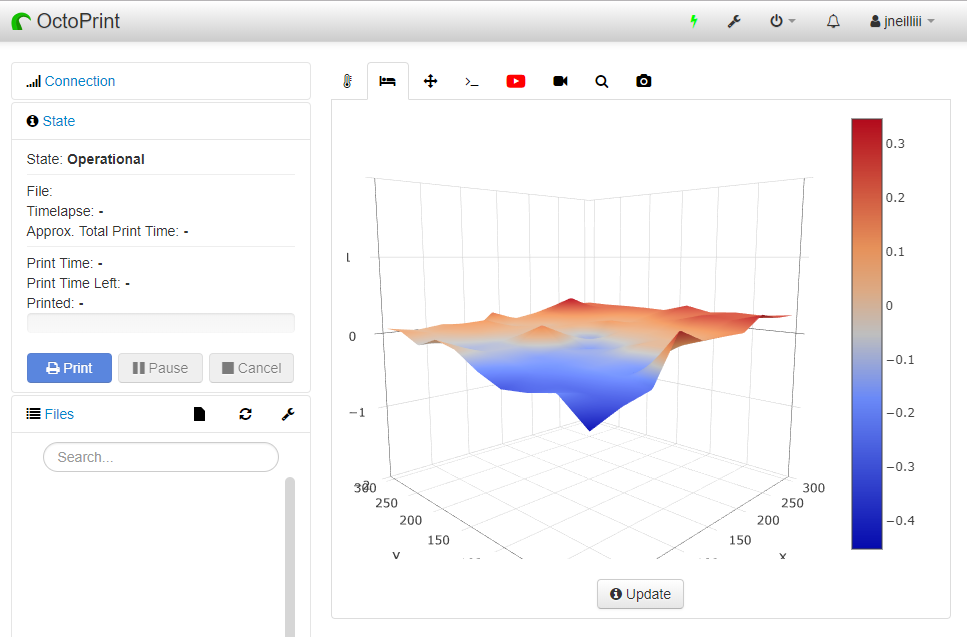 OctoPrint
jneilliii
Connection
State
State: Operational
File:
Timelapse: -
Approx. Total Print Time: -
Print Time: -
Print Time Left: -
Printed: -
Print Pause Cancel
Files
Search...
1
0
−1
300
250
200
150
y
300
250
200
150
x
0.3
0.2
0.1
0
−0.1
−0.2
−0.3
−0.4
Update